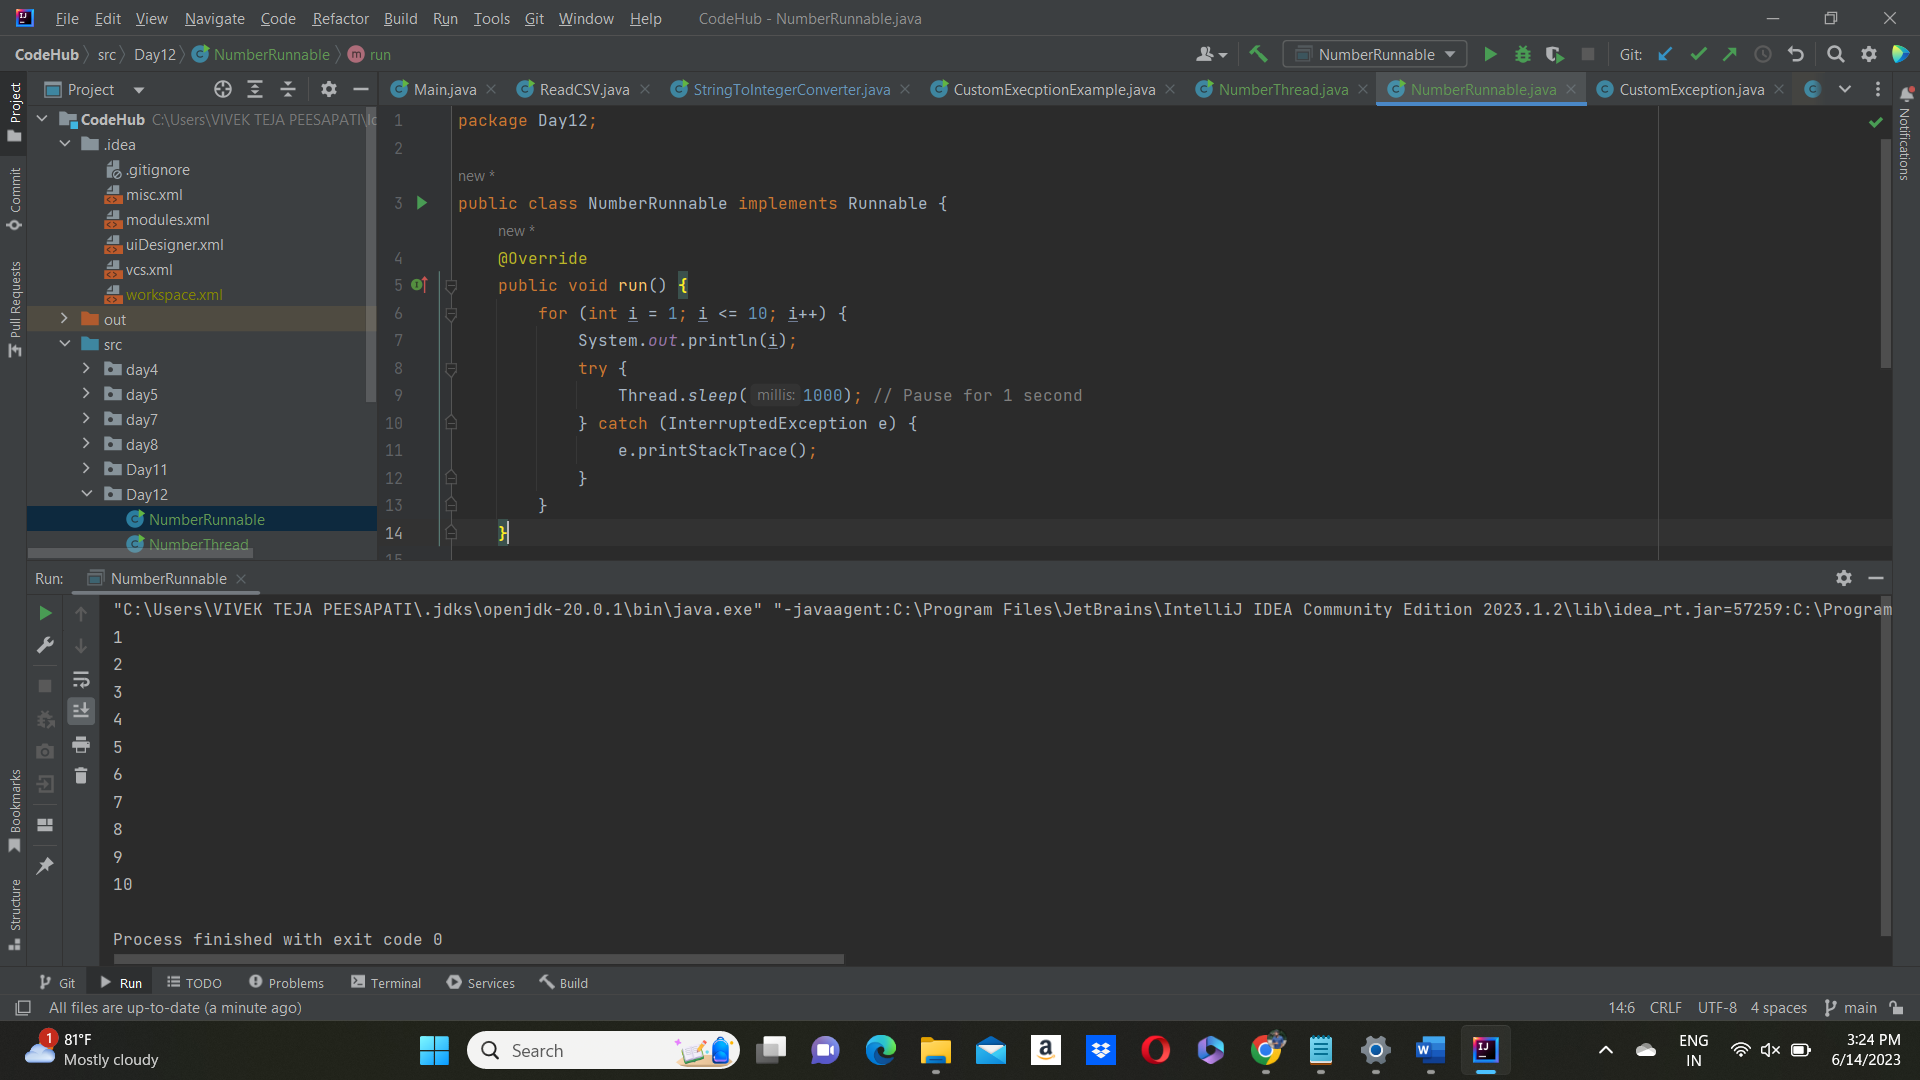 File Edit View Navigate Code Refactor Build Run Tools Git Window Help CodeHub - NumberRunnable.java
CodeHub src Day12 NumberRunnable m run NumberRunnable Git:
Project
Main.java ReadCSV.java StringToIntegerConverter.java CustomExecptionExample.java NumberThread.java NumberRunnable.java CustomException.java
Project
Commit
Pull Requests
Bookmarks
Structure
Notifications
CodeHub C:\Users\VIVEK TEJA PEESAPATI\
.idea
.gitignore
misc.xml
modules.xml
uiDesigner.xml
vcs.xml
workspace.xml
out
src
day4
day5
day7
day8
Day11
Day12
NumberRunnable
NumberThread
1 package Day12;
2
new *
3 public class NumberRunnable implements Runnable {
new *
4 @Override
5 public void run() {
6 for (int i = 1; i <= 10; i++) {
7 System.out.println(i);
8 try {
9 Thread.sleep( millis: 1000); // Pause for 1 second
10 } catch (InterruptedException e) {
11 e.printStackTrace();
12 }
13 }
14 }
15
Run: NumberRunnable
"C:\Users\VIVEK TEJA PEESAPATI\.jdks\openjdk-20.0.1\bin\java.exe" "-javaagent:C:\Program Files\JetBrains\IntelliJ IDEA Community Edition 2023.1.2\lib\idea_rt.jar=57259:C:\Program
1
2
3
4
5
6
7
8
9
10
Process finished with exit code 0
Git Run TODO Problems Terminal Services Build
All files are up-to-date (a minute ago) 14:6 CRLF UTF-8 4 spaces main
1
81°F
Mostly cloudy
Search
ENG
IN
3:24 PM
6/14/2023